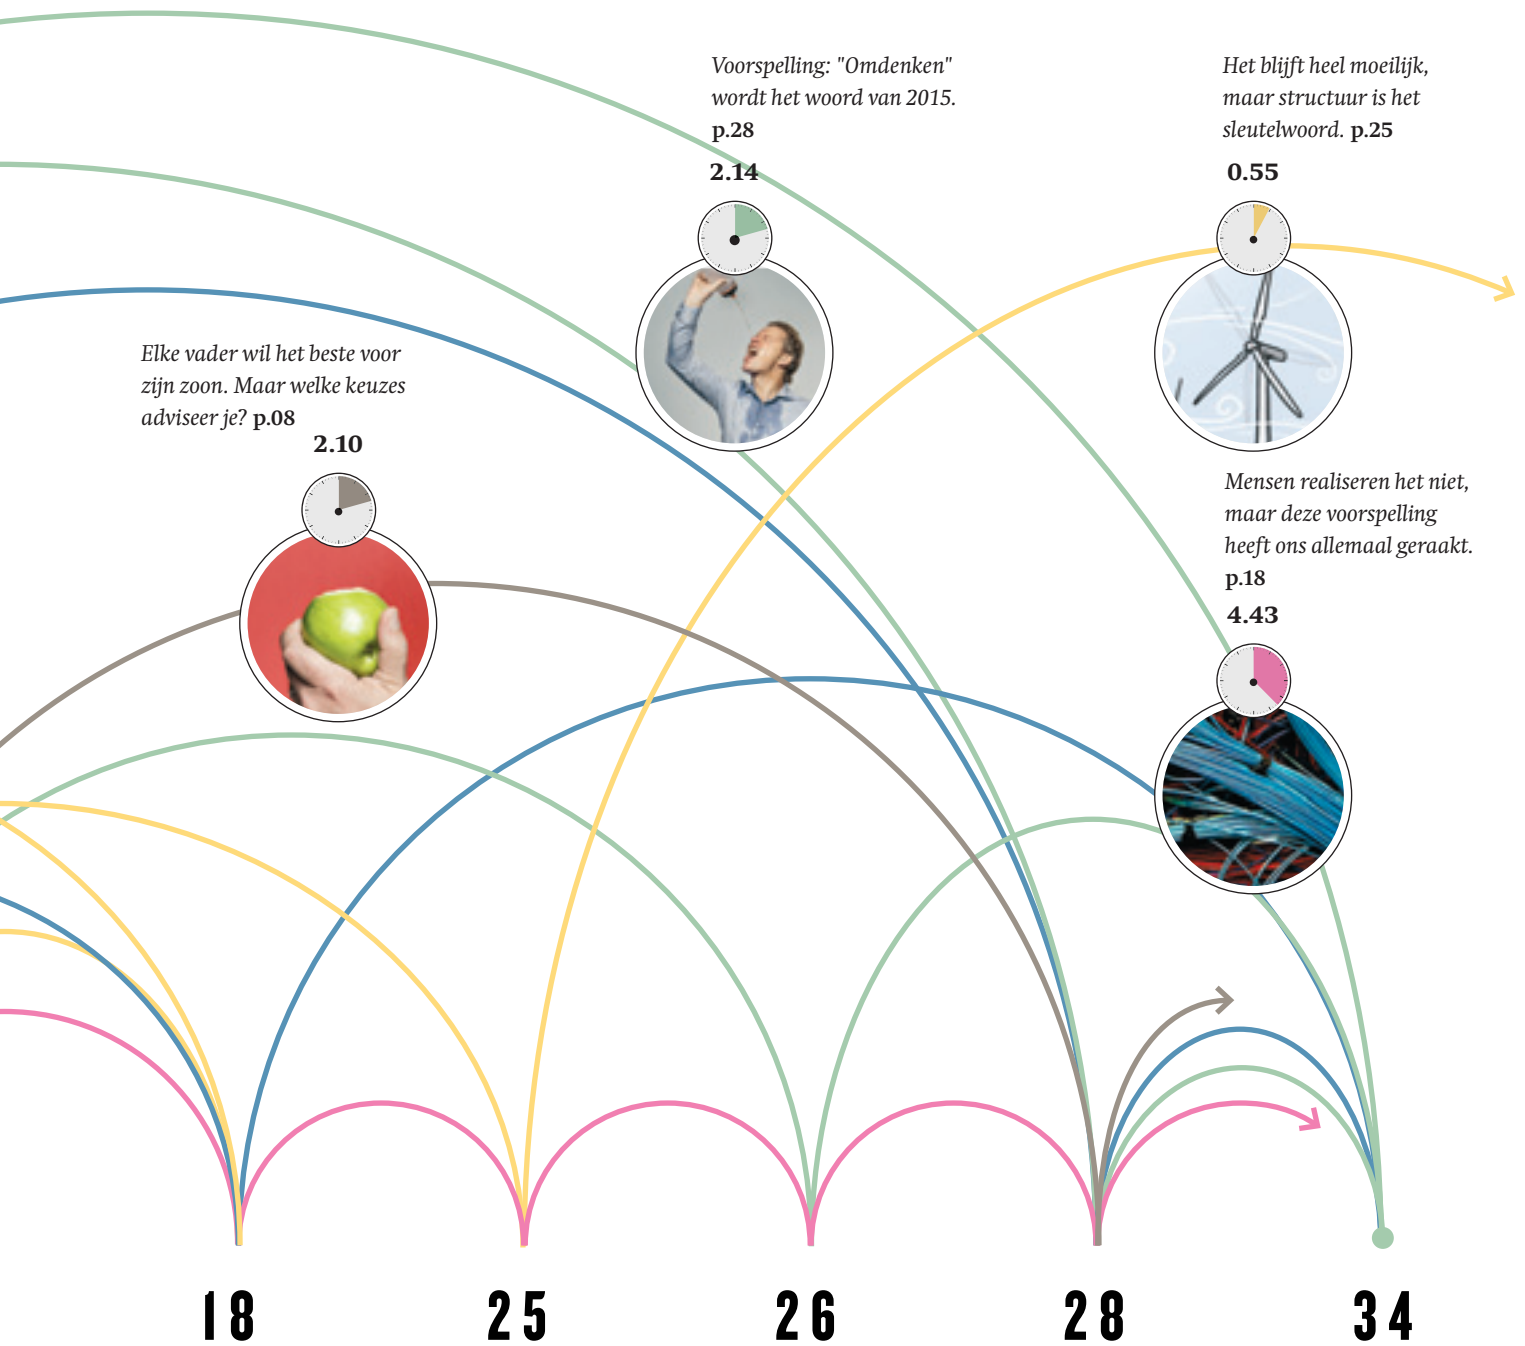 Voorspelling: "Omdenken"
wordt het woord van 2015.
p.28
2.14
Het blijft heel moeilijk,
maar structuur is het
sleutelwoord. p.25
0.55
Elke vader wil het beste voor
zijn zoon. Maar welke keuzes
adviseer je? p.08
2.10
Mensen realiseren het niet,
maar deze voorspelling
heeft ons allemaal geraakt.
p.18
4.43
18 25 26 28 34